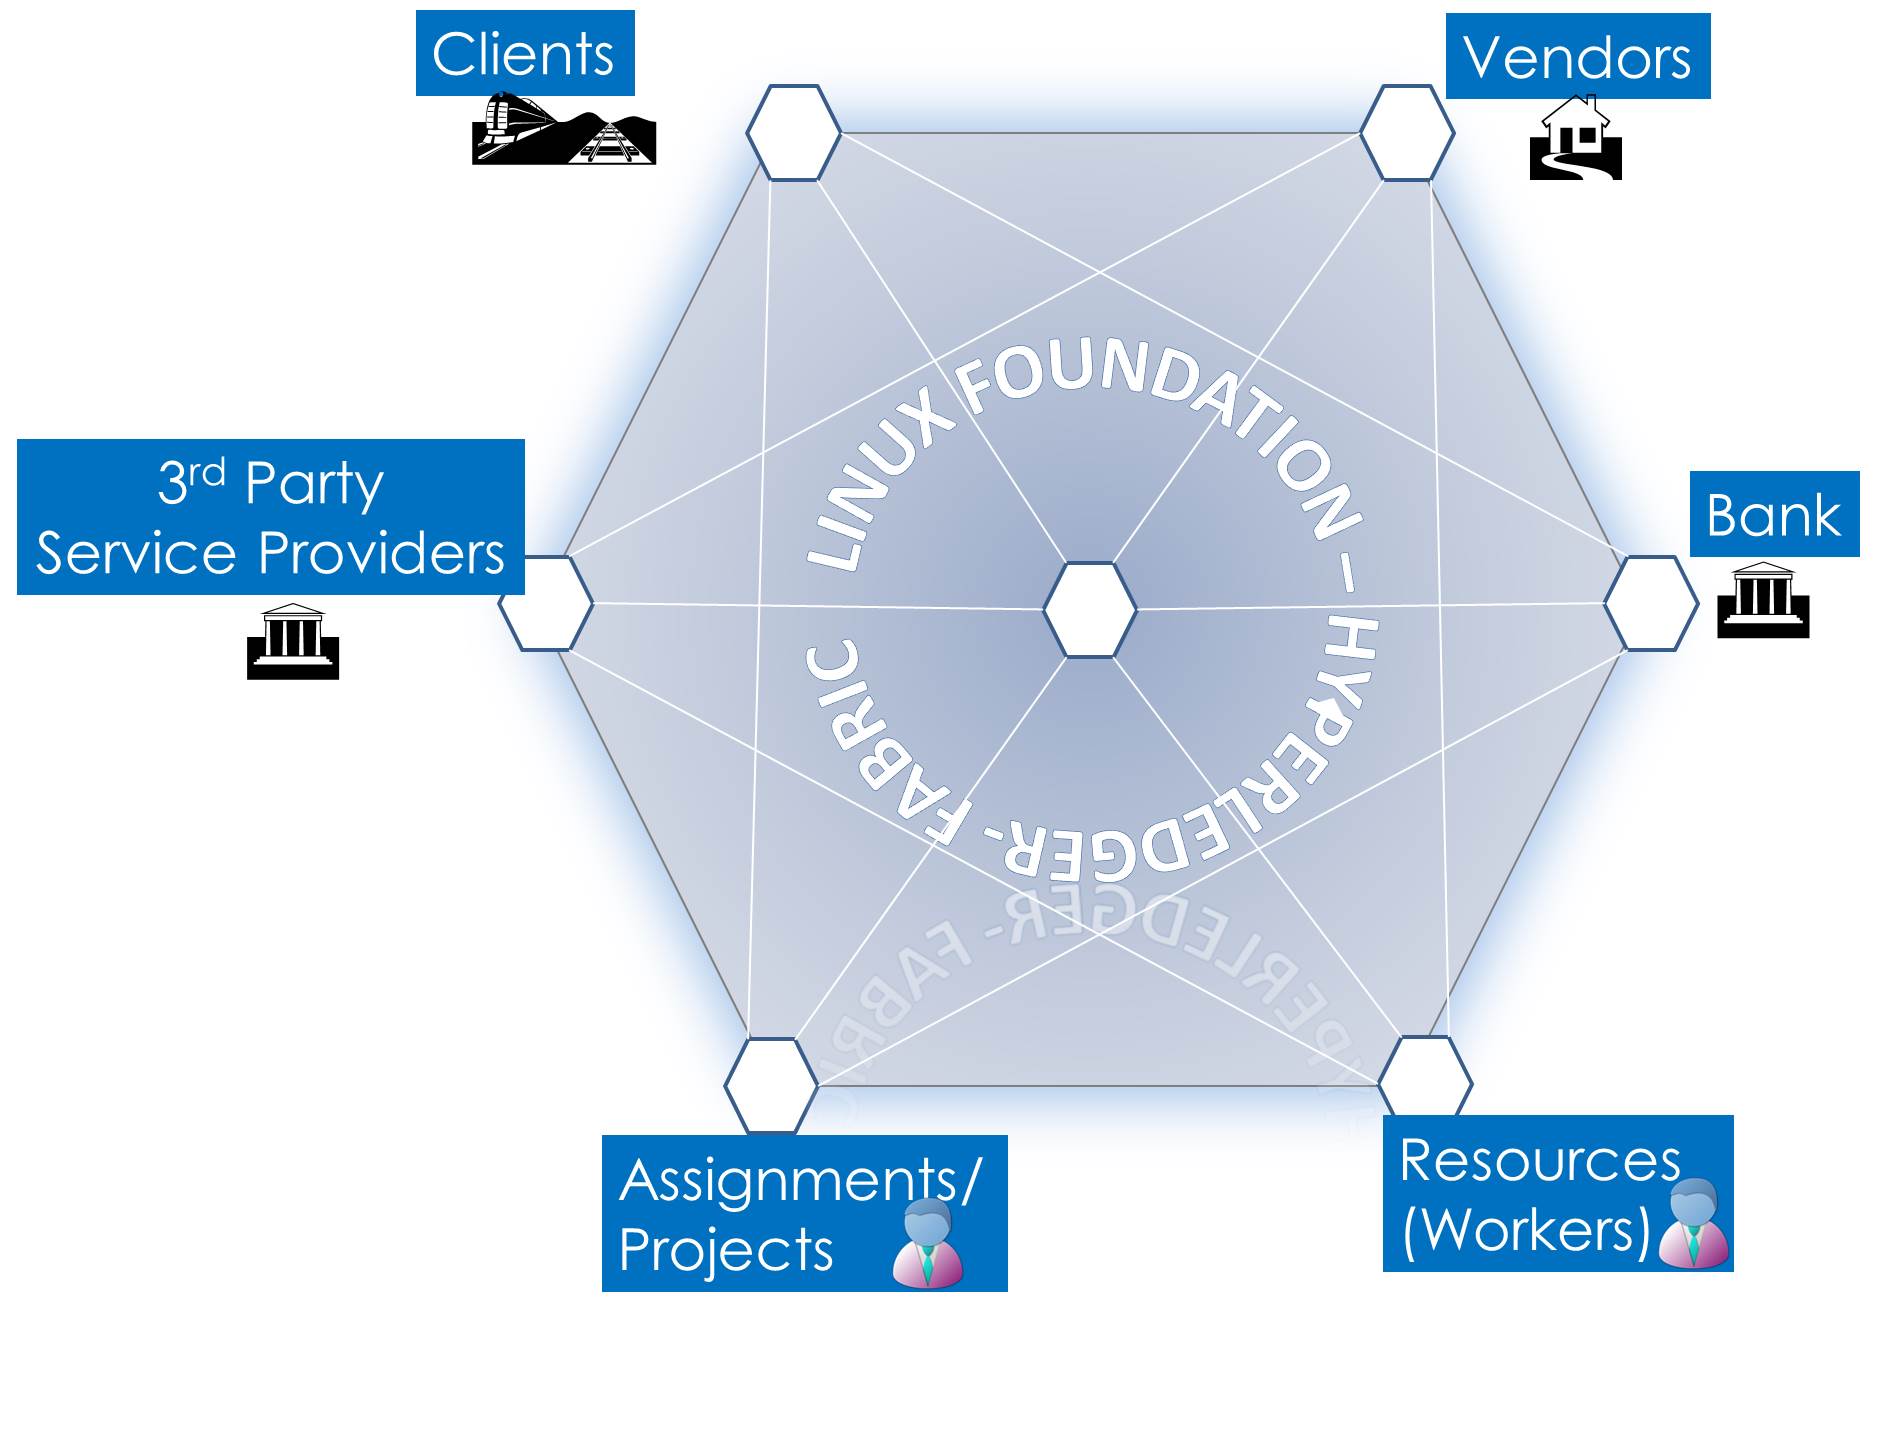 Clients
Vendors
3rd Party
Service Providers
Bank
LINUX FOUNDATION – HYPERLEDGER- FABRIC
Assignments/
Projects
Resources
(Workers)